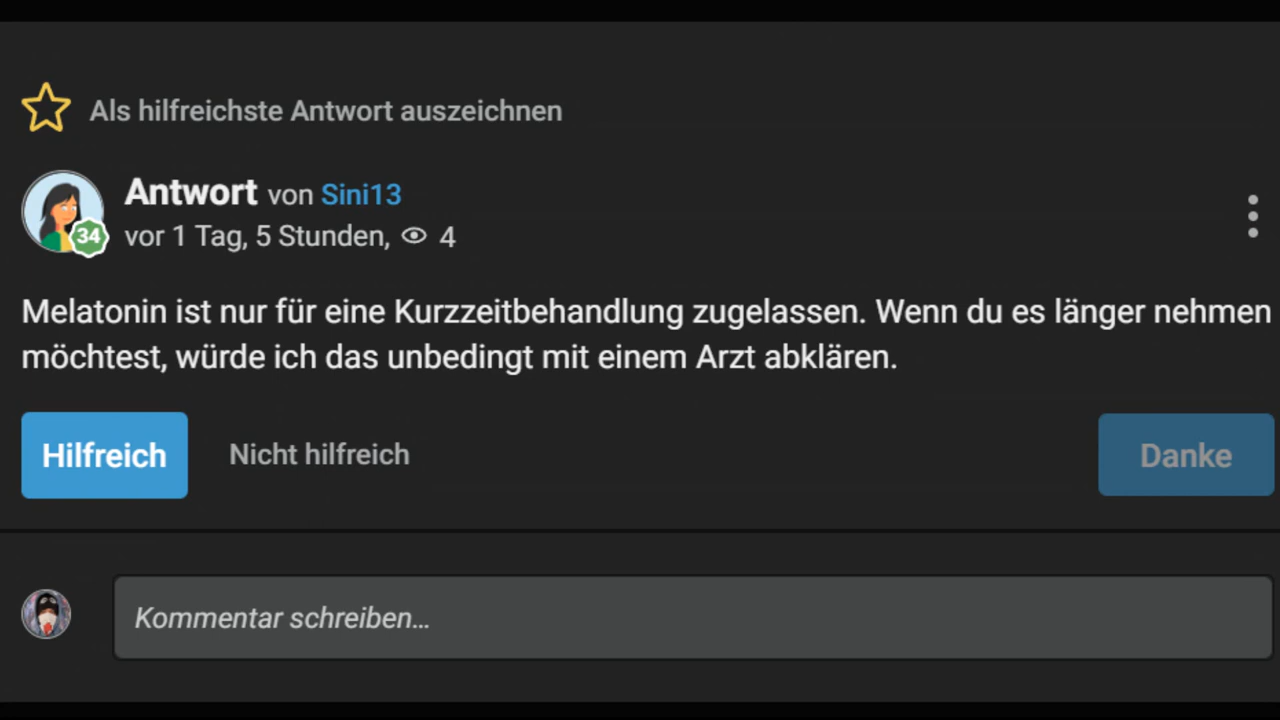 Als hilfreichste Antwort auszeichnen
Antwort von Sini13
34
vor 1 Tag, 5 Stunden, 4
Melatonin ist nur für eine Kurzzeitbehandlung zugelassen. Wenn du es länger nehmen
möchtest, würde ich das unbedingt mit einem Arzt abklären.
Hilfreich Nicht hilfreich Danke
Kommentar schreiben...